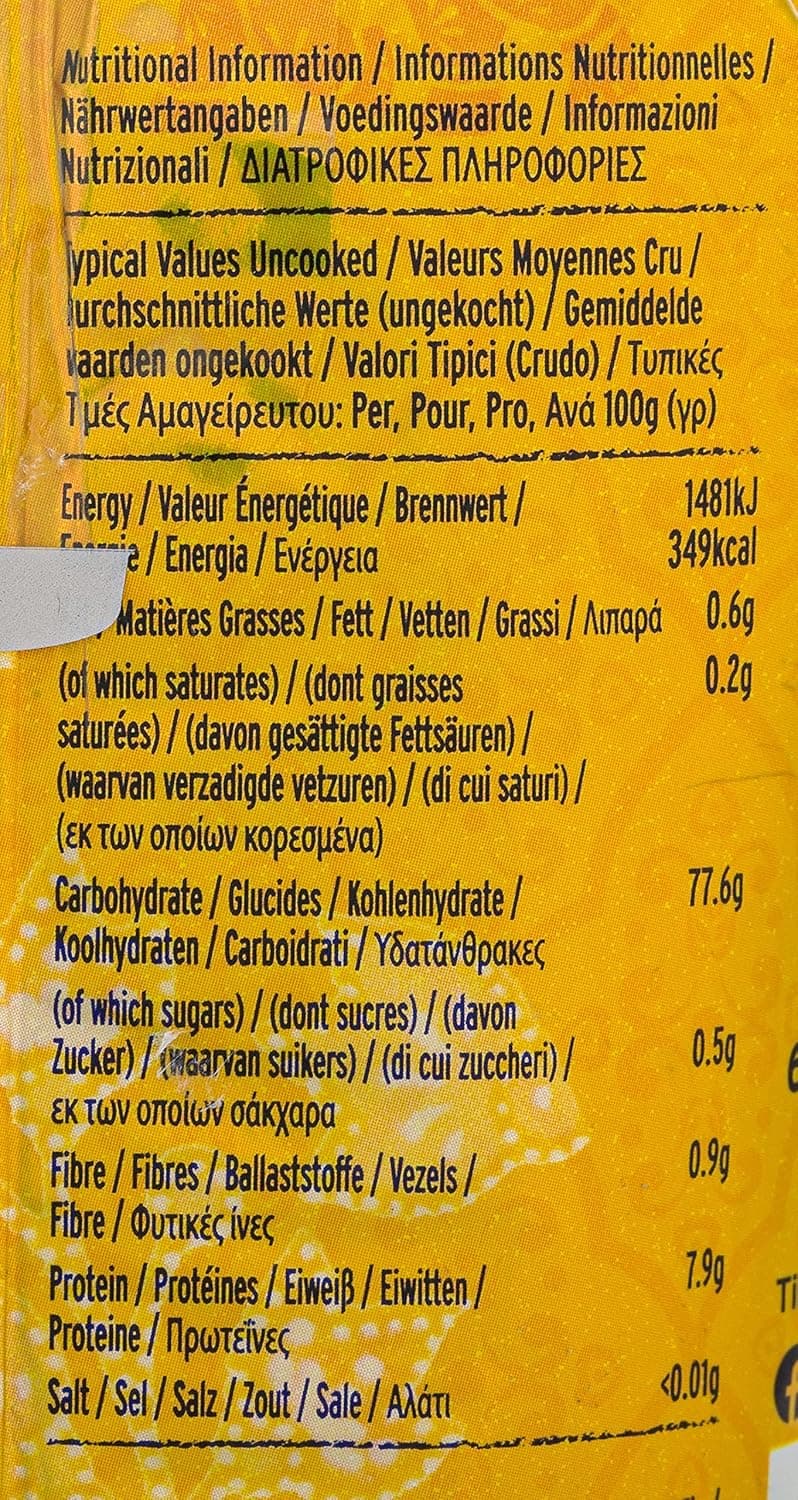 Nutritional Information / Informations Nutritionnelles /
Nährwertangaben / Voedingswaarde / Informazioni
Nutrizionali / ΔΙΑΤΡΟΦΙΚΕΣ ΠΛΗΡΟΦΟΡΙΕΣ
ypical Values Uncooked / Valeurs Moyennes Cru /
urchschnittliche Werte (ungekocht) / Gemiddelde
waarden ongekookt / Valori Tipici (Crudo) / Τυπικές
Τιμές Αμαγείρευτου: Per, Pour, Pro, Ανά 100g (γρ)
Energy / Valeur Énergétique / Brennwert / 1481kJ
/ Energia / Ενέργεια 349kcal
Matières Grasses / Fett / Vetten / Grassi / Λιπαρά 0.6g
(of which saturates) / (dont graisses 0.2g
saturées) / (davon gesättigte Fettsäuren) /
(waarvan verzadigde vetzuren) / (di cui saturi) /
(εκ των οποίων κορεσμένα)
Carbohydrate / Glucides / Kohlenhydrate / 77.6g
Koolhydraten / Carboidrati / Υδατάνθρακες
(of which sugars) / (dont sucres) / (davon
Zucker) / (waarvan suikers) / (di cui zuccheri) / 0.5g
εκ των οποίων σάκχαρα
Fibre / Fibres / Ballaststoffe / Vezels / 0.9g
Fibre / Φυτικές ίνες
Protein / Protéines / Eiweiß / Eiwitten / 7.9g
Proteine / Πρωτεΐνες
Salt / Sel / Salz / Zout / Sale / Αλάτι <0.01g